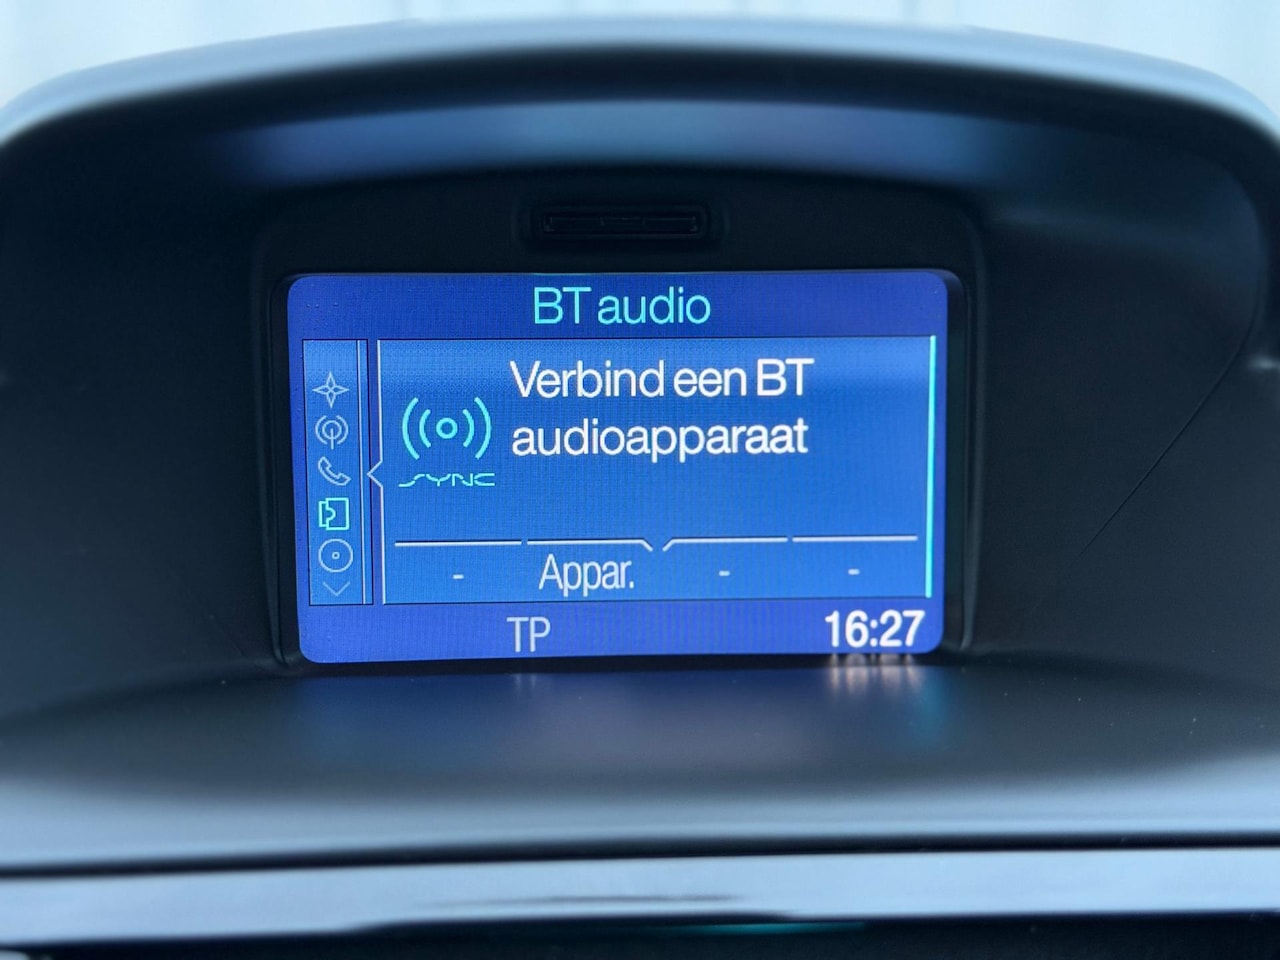 BT audio
Verbind een BT
audioapparaat
SYNC
- Appar. - -
TP 16:27